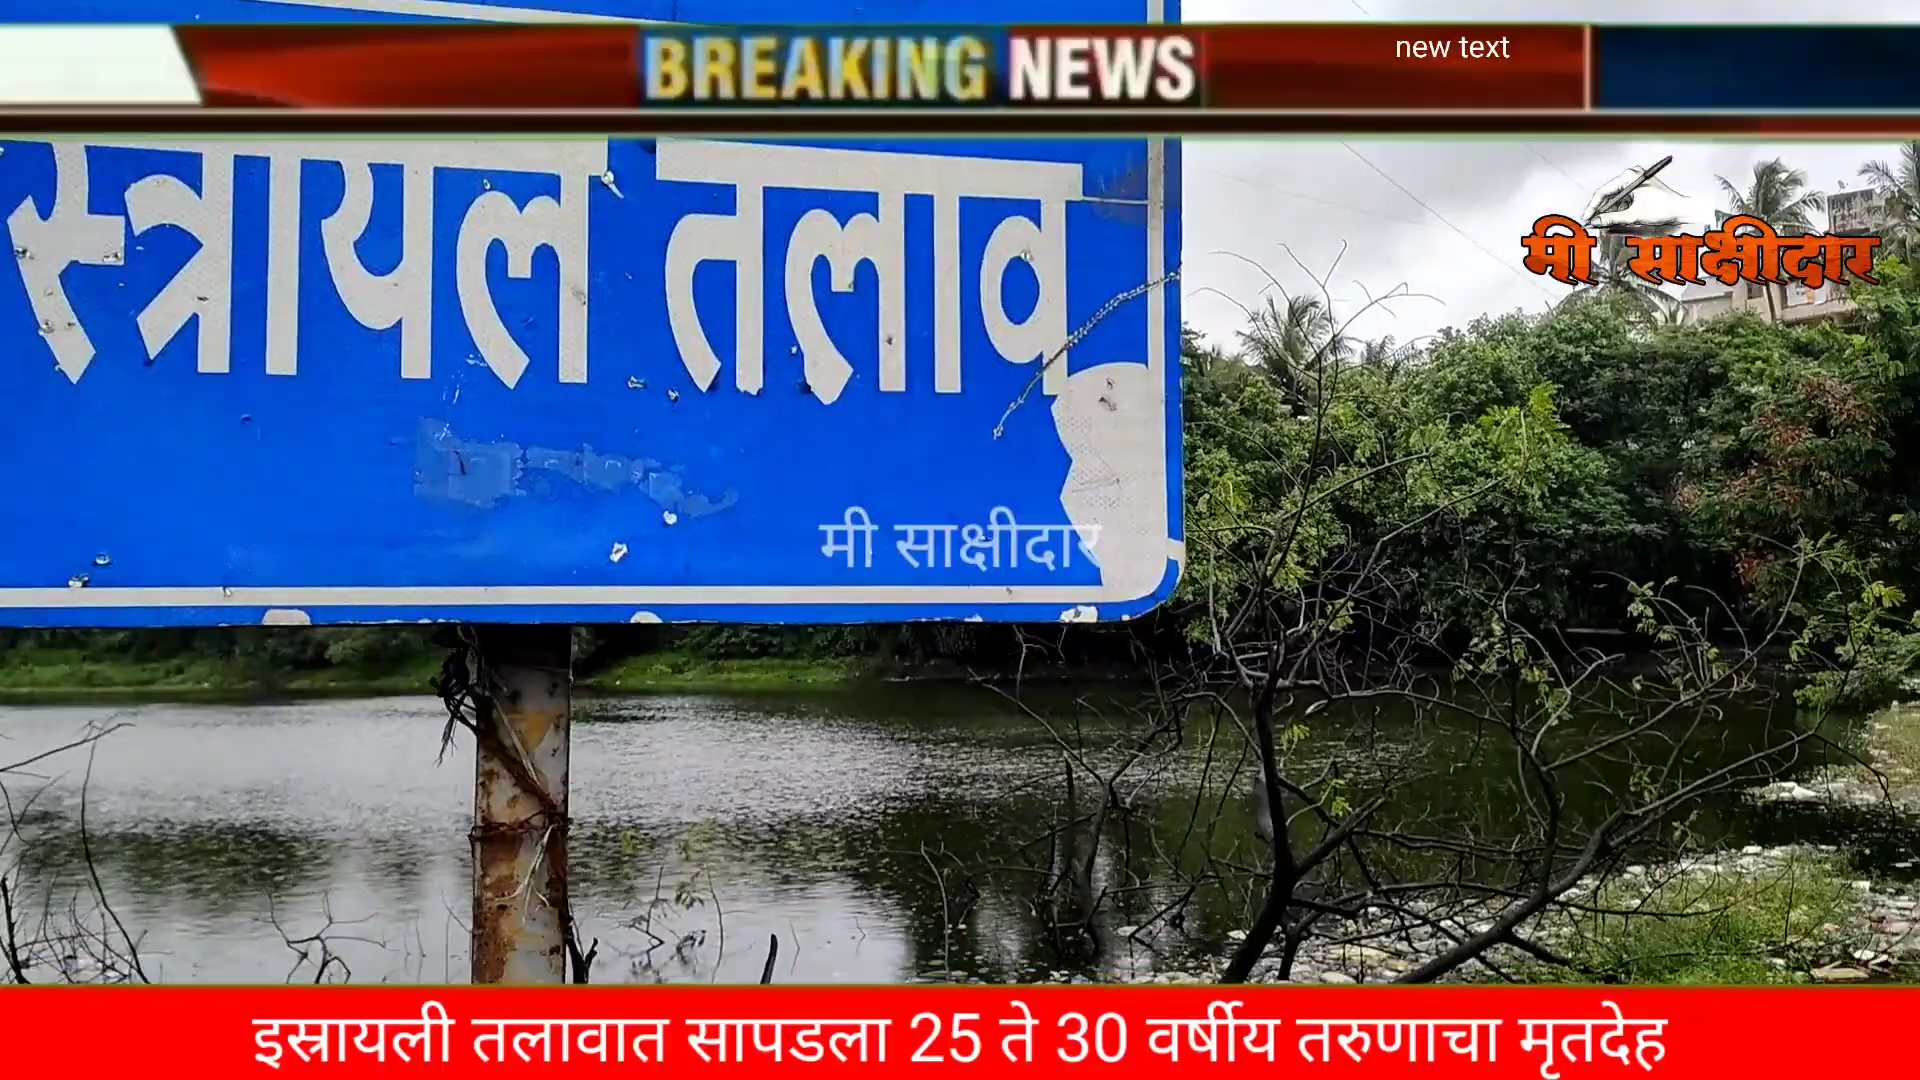 BREAKING NEWS
new text
स्त्रायल तलाव
मी साक्षीदार
मी साक्षीदार
इस्रायली तलावात सापडला 25 ते 30 वर्षीय तरुणाचा मृतदेह